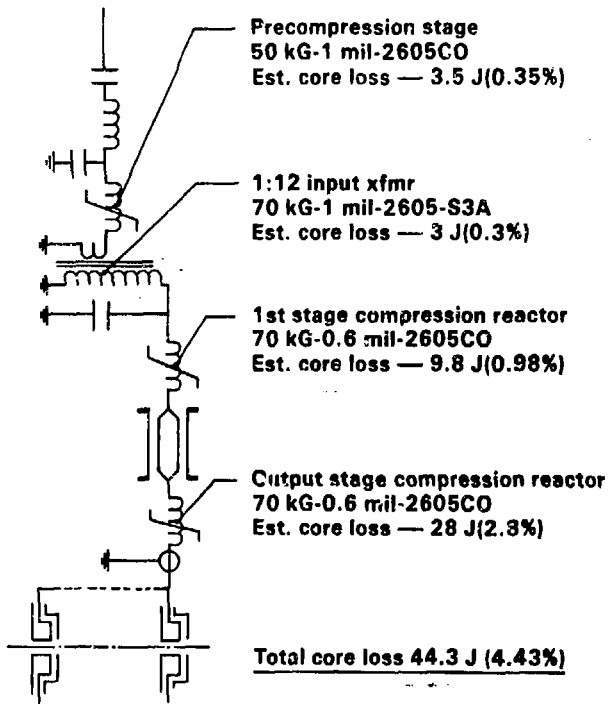 Precompression stage
50 kG-1 mil-2605CO
Est. core loss — 3.5 J(0.35%)
1:12 input xfmr
70 kG-1 mil-2605-S3A
Est. core loss — 3 J(0.3%)
1st stage compression reactor
70 kG-0.6 mil-2605CO
Est. core loss — 9.8 J(0.98%)
Output stage compression reactor
70 kG-0.6 mil-2605CO
Est. core loss — 28 J(2.8%)
Total core loss 44.3 J (4.43%)